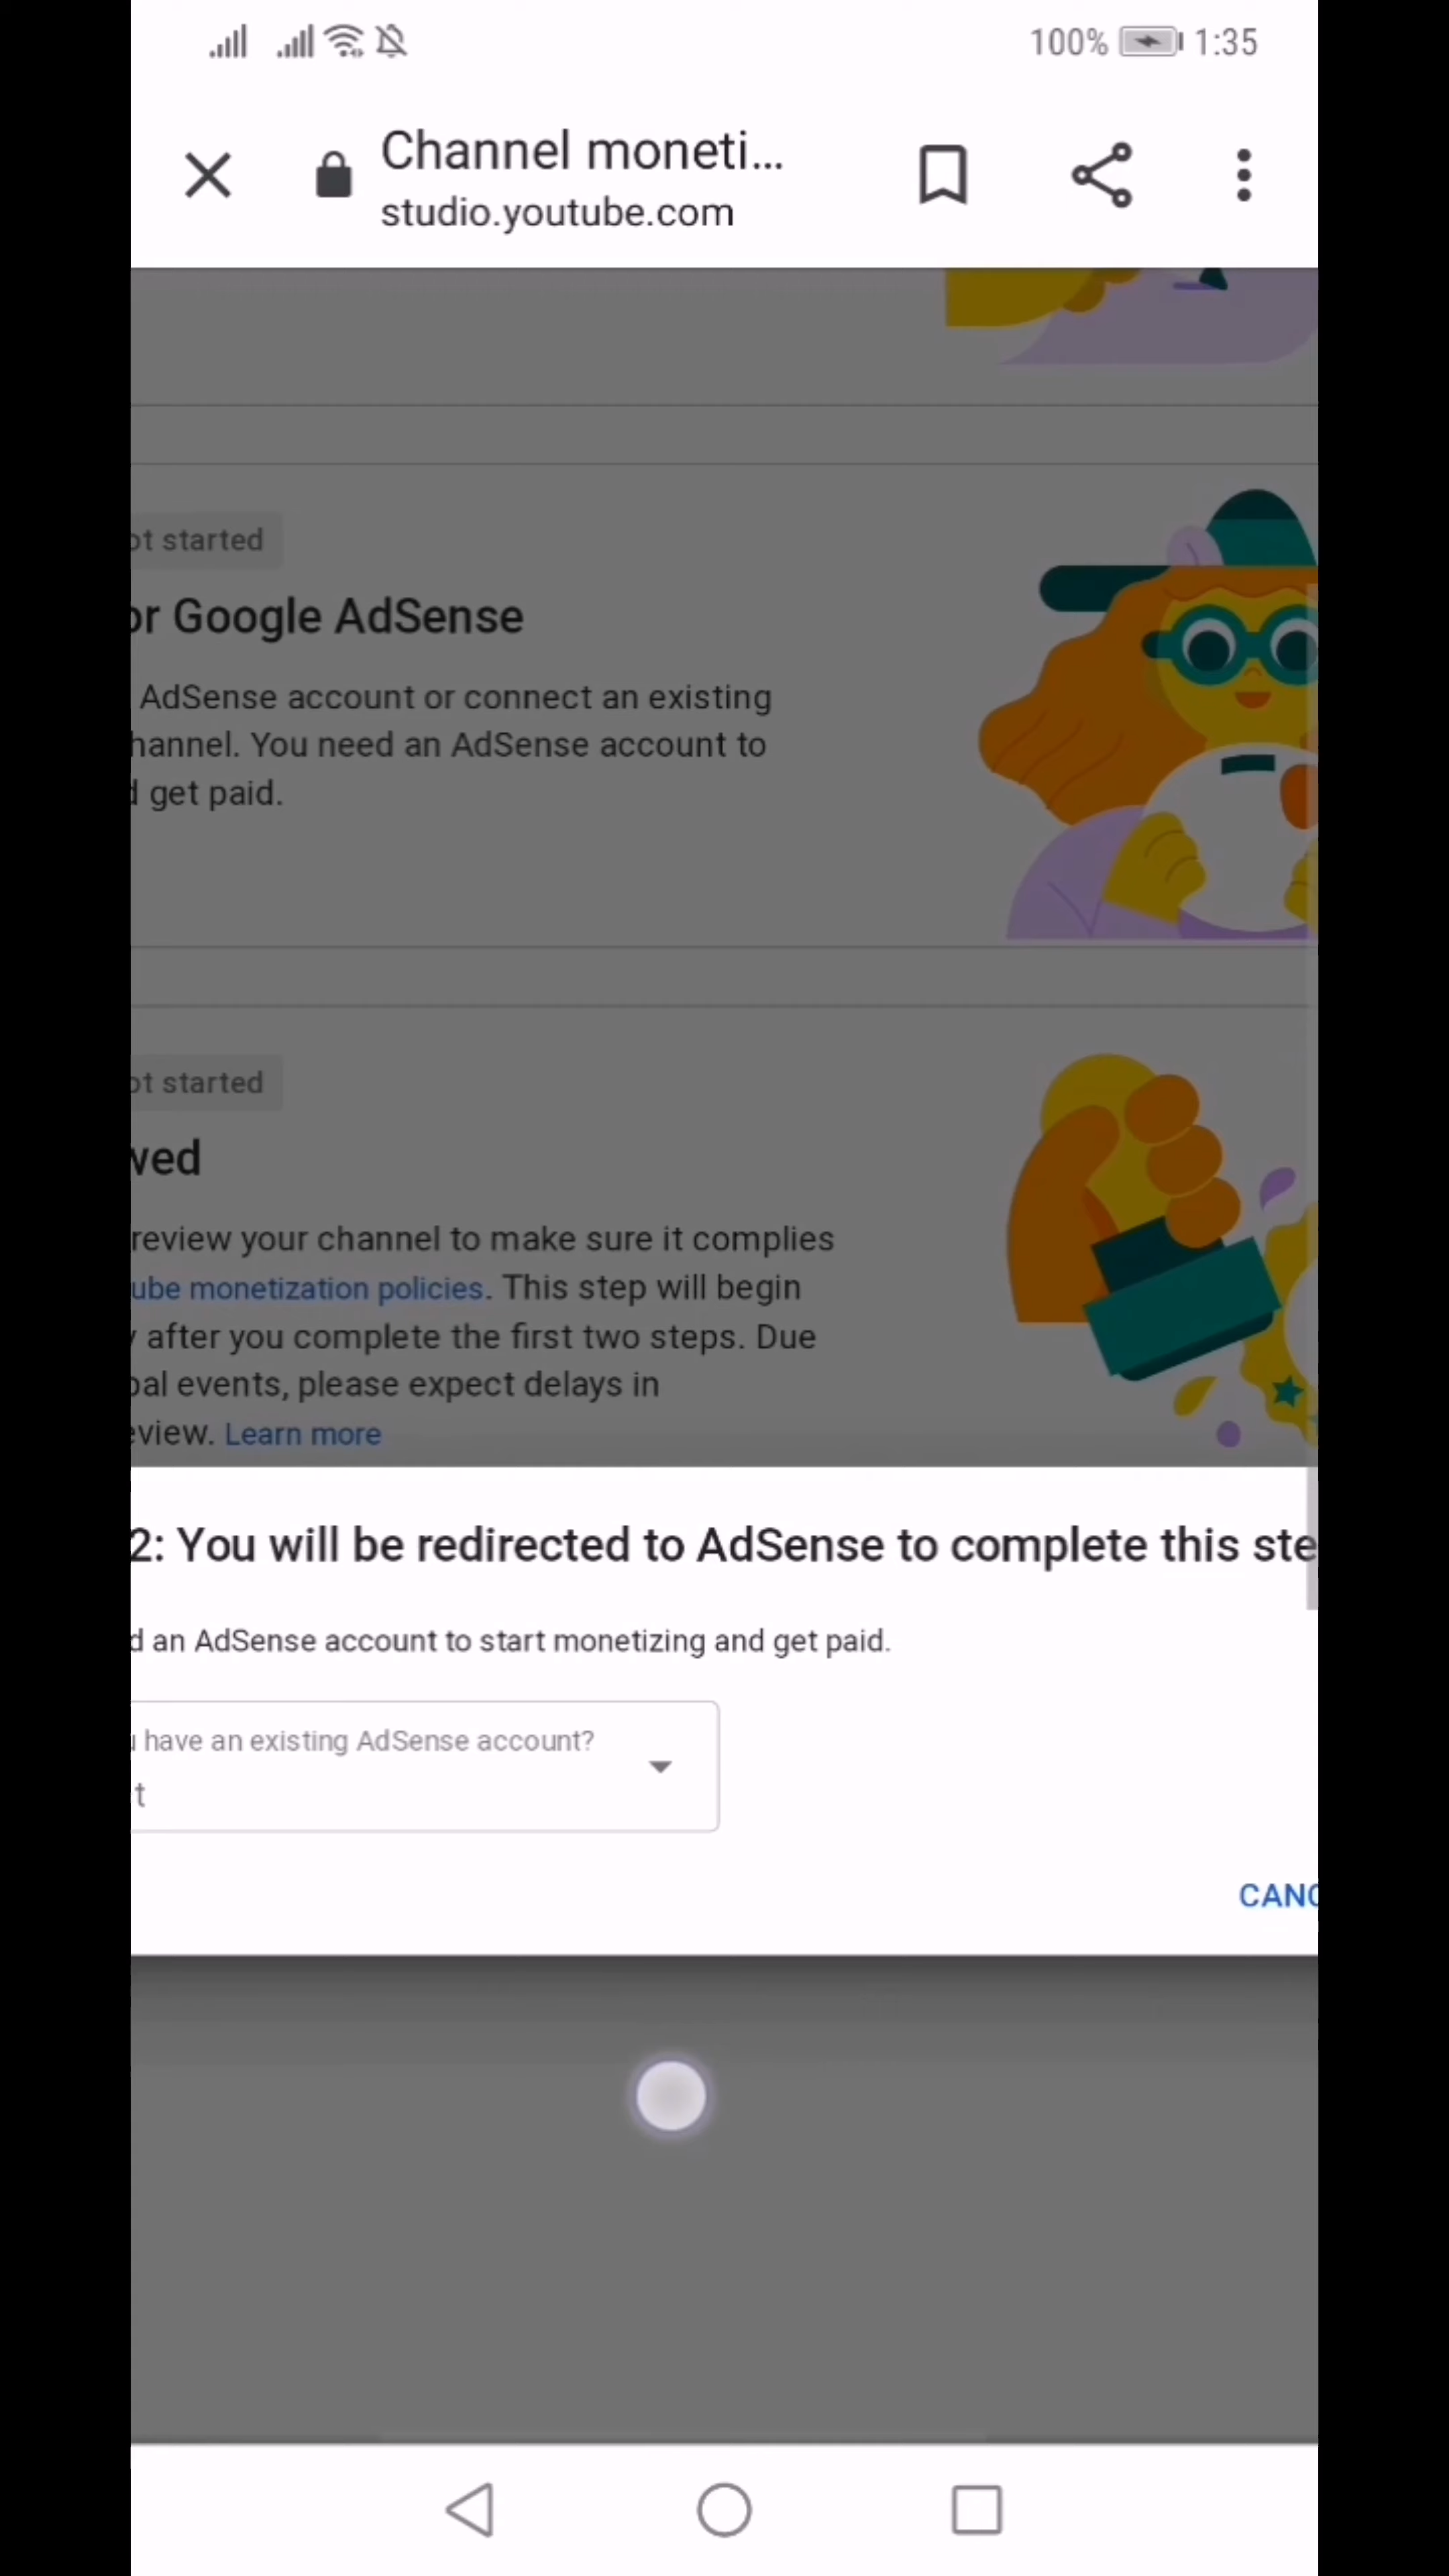 100% 1:35
Channel moneti...
studio.youtube.com
ot started
or Google AdSense
AdSense account or connect an existing
hannel. You need an AdSense account to
d get paid.
ot started
wed
review your channel to make sure it complies
ube monetization policies. This step will begin
y after you complete the first two steps. Due
bal events, please expect delays in
eview. Learn more
2: You will be redirected to AdSense to complete this ste
d an AdSense account to start monetizing and get paid.
u have an existing AdSense account?
t
CANC